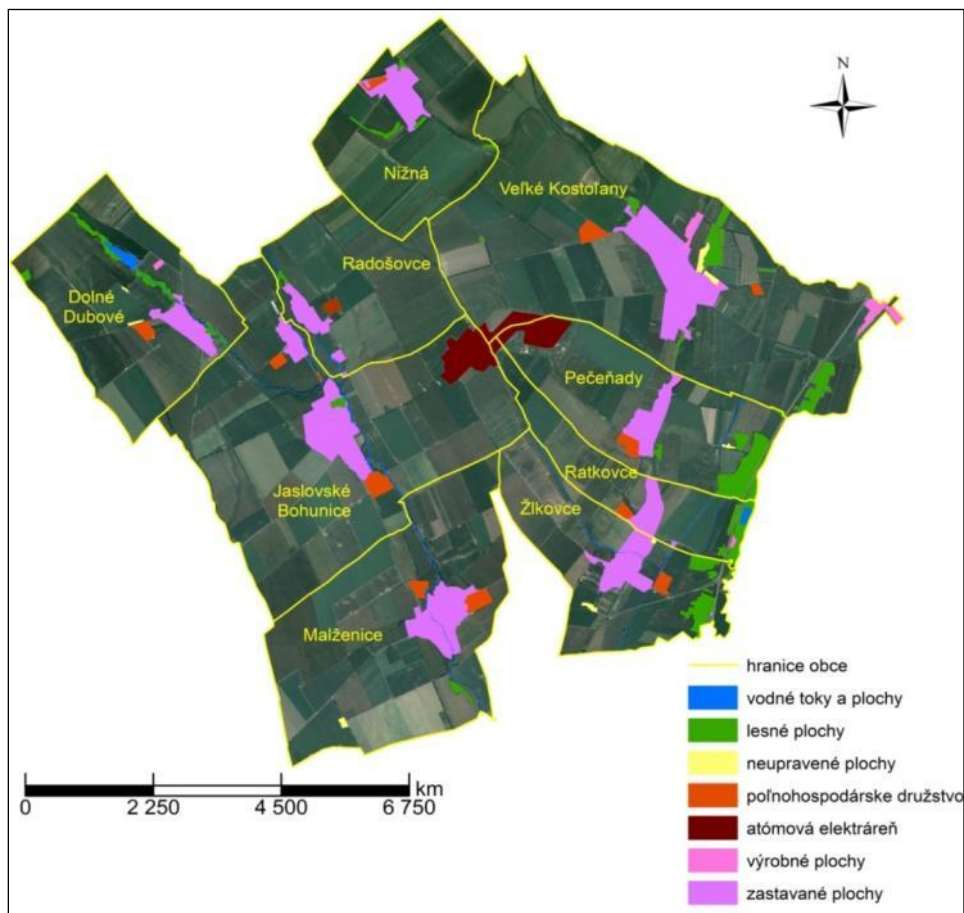 N
Nižná
Veľké Kostoľany
Radošovce
Dolné
Dubové
Pečeňady
Ratkovce
Jaslovské
Bohunice
Žlkovce
Malženice
hranice obce
vodné toky a plochy
lesné plochy
neupravené plochy
poľnohospodárske družstvo
atómová elektráreň
výrobné plochy
zastavané plochy
km
0 2 250 4 500 6 750